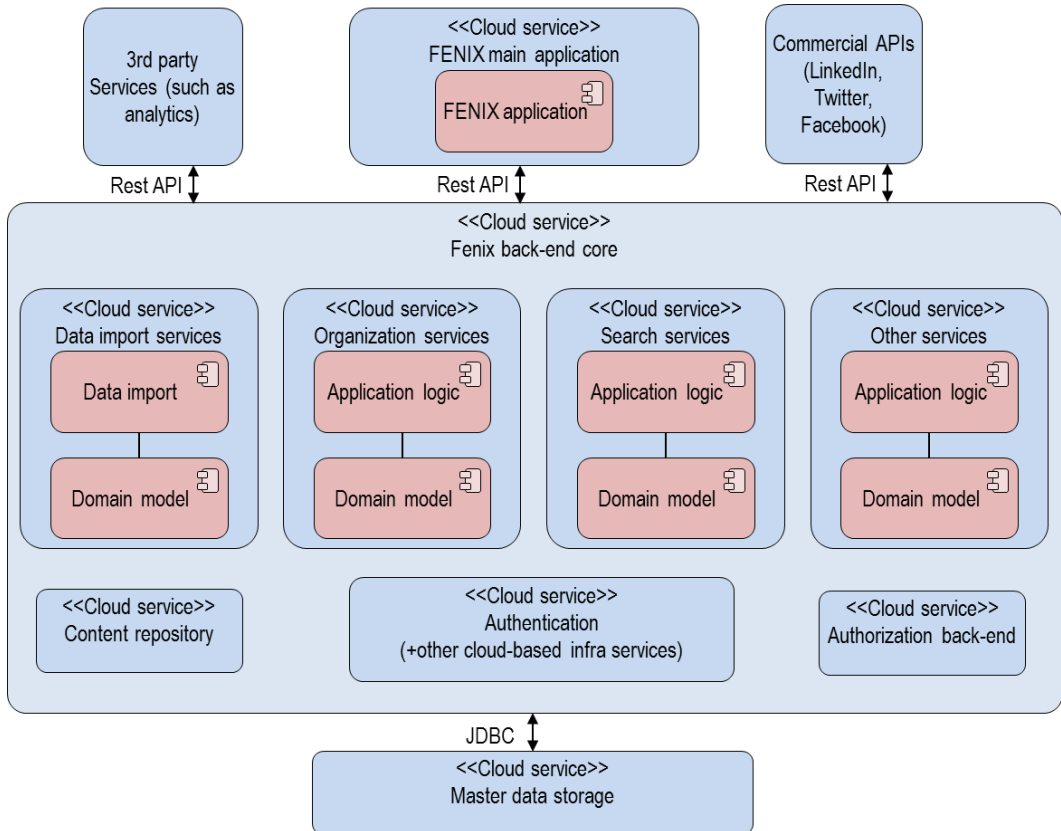 3rd party
Services (such as
analytics)
<<Cloud service>>
FENIX main application
FENIX application
Commercial APIs
(LinkedIn,
Twitter,
Facebook)
Rest API
Rest API
Rest API
<<Cloud service>>
Fenix back-end core
<<Cloud service>>
Data import services
Data import
Domain model
<<Cloud service>>
Organization services
Application logic
Domain model
<<Cloud service>>
Search services
Application logic
Domain model
<<Cloud service>>
Other services
Application logic
Domain model
<<Cloud service>>
Content repository
<<Cloud service>>
Authentication
(+other cloud-based infra services)
<<Cloud service>>
Authorization back-end
JDBC
<<Cloud service>>
Master data storage